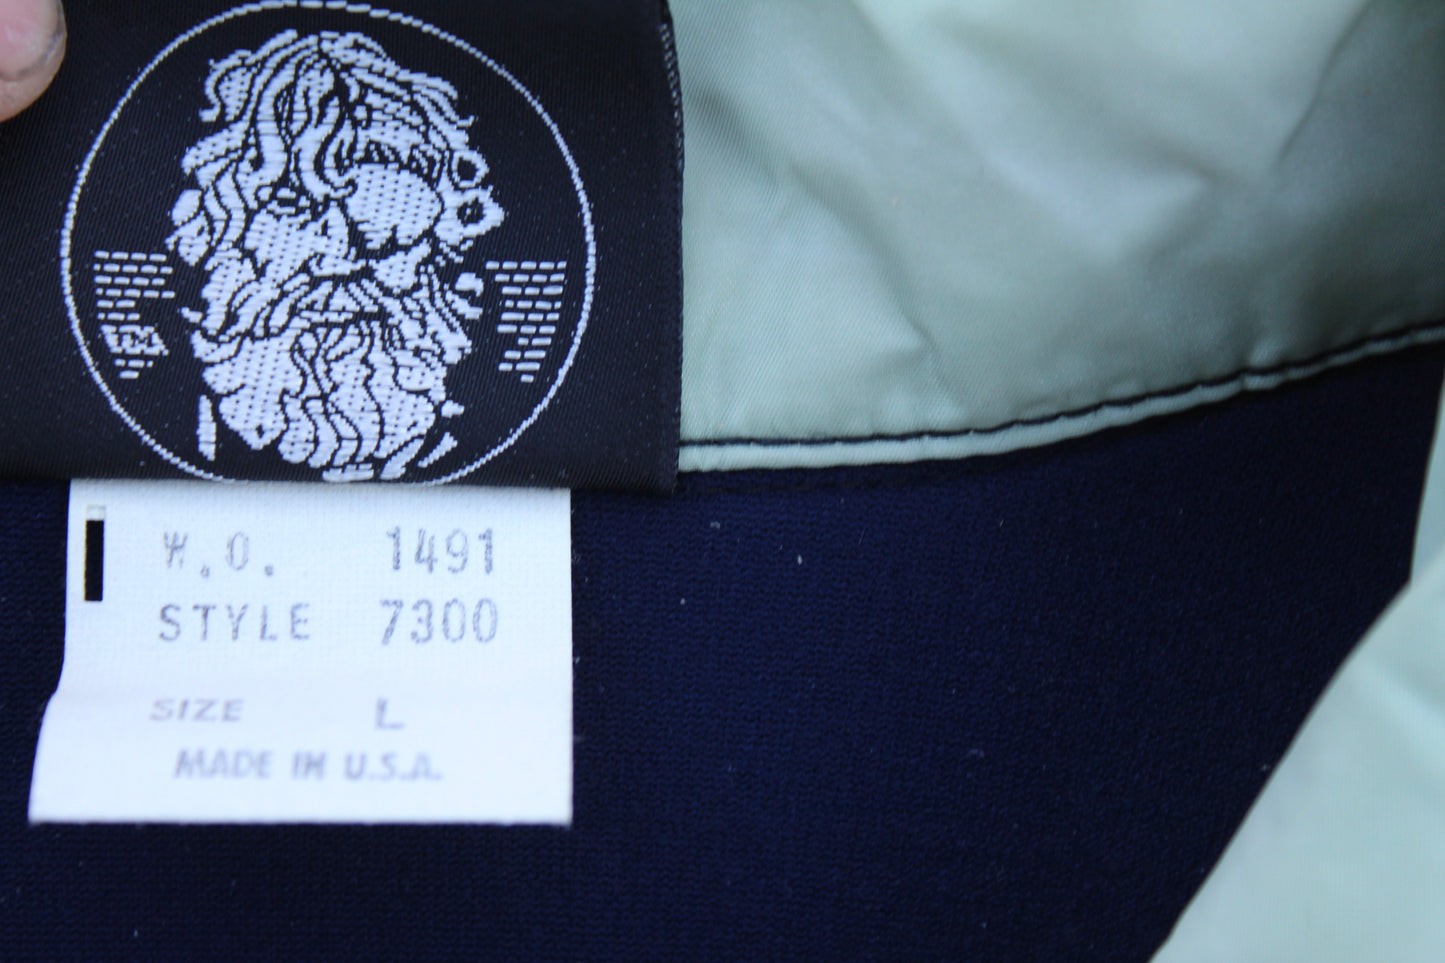 W.O. 1491
STYLE 7300
SIZE L
MADE IN U.S.A.